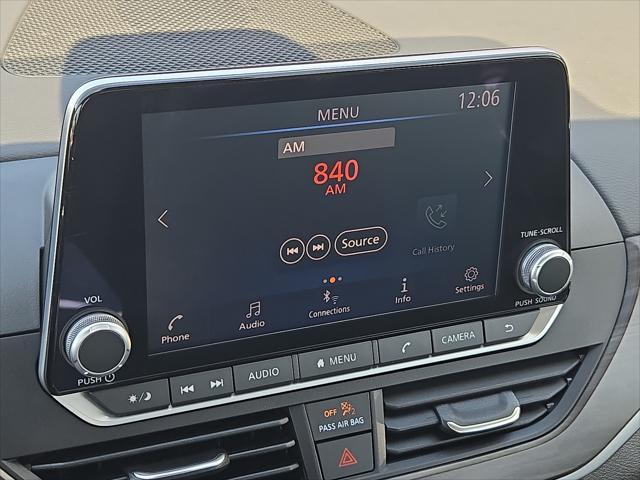 MENU
12:06
AM
840
AM
Source
Call History
Phone
Audio
Connections
Info
Settings
VOL
PUSH
TUNE·SCROLL
PUSH SOUND
AUDIO
MENU
CAMERA
OFF 2
PASS AIR BAG